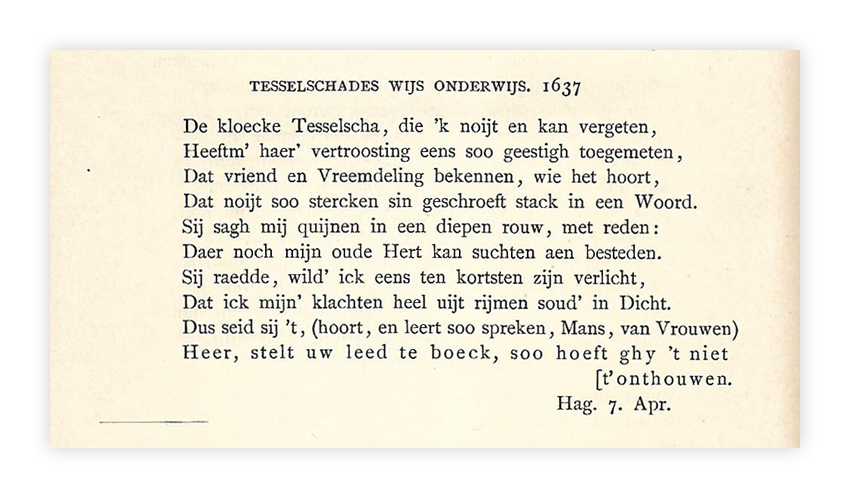 TESSELSCHADES WIJS ONDERWIJS. 1637
De kloecke Tesselscha, die 'k noijt en kan vergeten,
Heeftm' haer' vertroosting eens soo geestigh toegemeten,
Dat vriend en Vreemdeling bekennen, wie het hoort,
Dat noijt soo stercken sin geschroeft stack in een Woord.
Sij sagh mij quijnen in een diepen rouw, met reden:
Daer noch mijn oude Hert kan suchten aen besteden.
Sij raedde, wild' ick eens ten kortsten zijn verlicht,
Dat ick mijn' klachten heel uijt rijmen soud' in Dicht.
Dus seid sij 't, (hoort, en leert soo spreken, Mans, van Vrouwen)
Heer, stelt uw leed te boeck, soo hoeft ghy 't niet
[t'onthouwen.
Hag. 7. Apr.